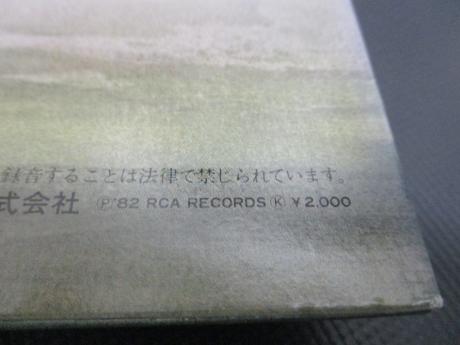 録音することは法律で禁じられています。
式会社 Ⓟ'82 RCA RECORDS Ⓚ ¥2,000